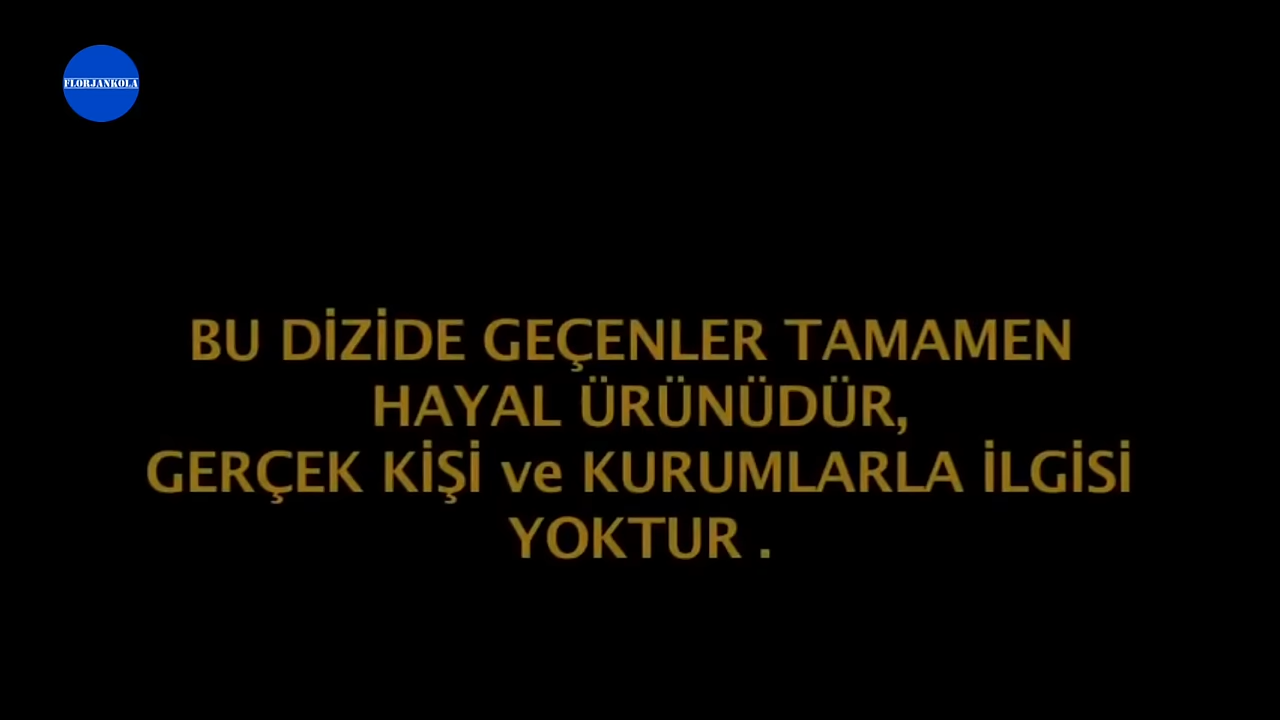 FLORJANKOLA
BU DİZİDE GEÇENLER TAMAMEN
HAYAL ÜRÜNÜDÜR,
GERÇEK KİŞİ ve KURUMLARLA İLGİSİ
YOKTUR .